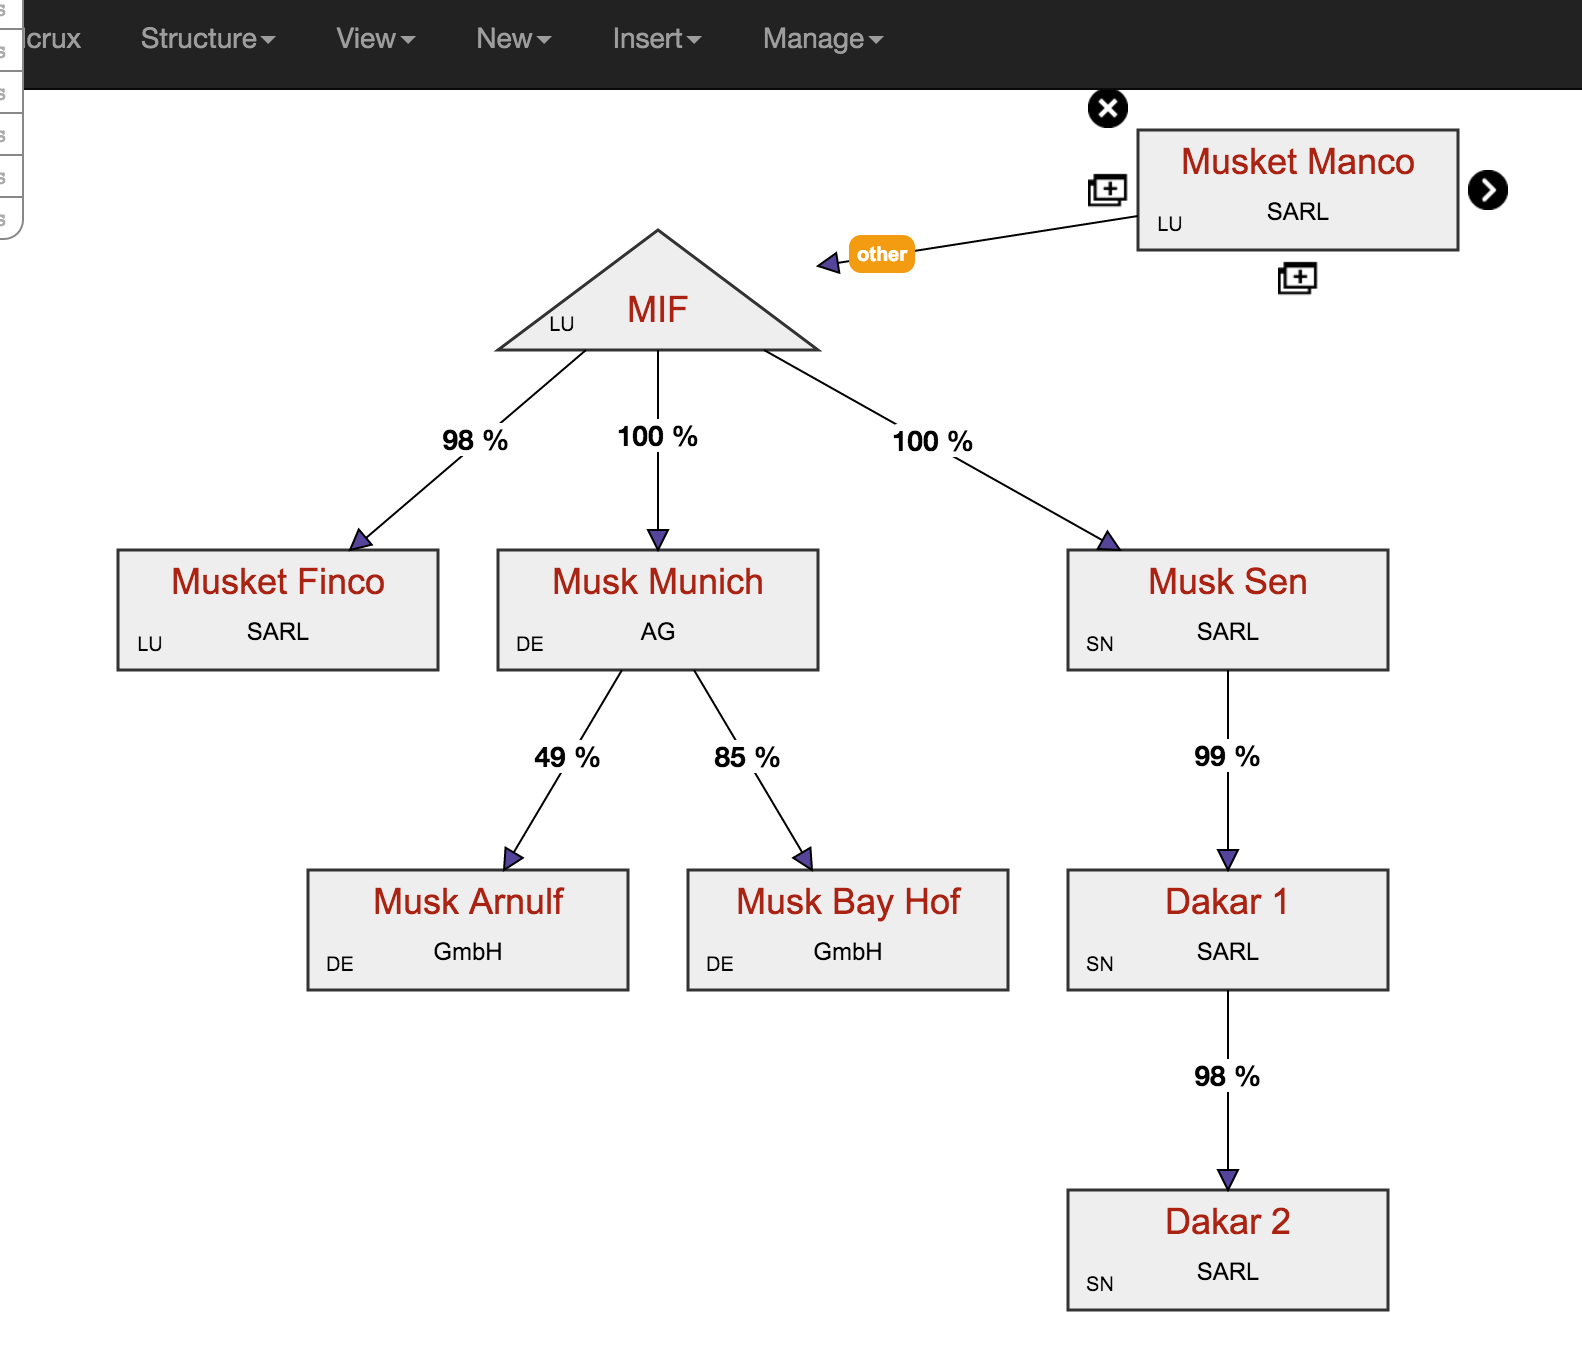 crux Structure View New Insert Manage
s
s
s
s
s
s
Musket Manco
SARL
LU
other
MIF
LU
98 %
100 %
100 %
Musket Finco
SARL
LU
Musk Munich
AG
DE
Musk Sen
SARL
SN
49 %
85 %
99 %
Musk Arnulf
GmbH
DE
Musk Bay Hof
GmbH
DE
Dakar 1
SARL
SN
98 %
Dakar 2
SARL
SN